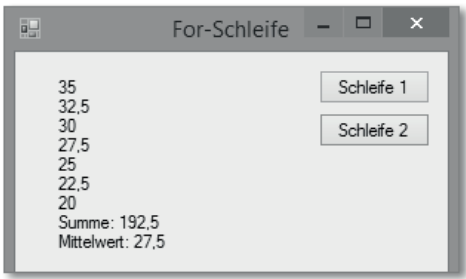 For-Schleife
35
32,5
30
27,5
25
22,5
20
Summe: 192,5
Mittelwert: 27,5
Schleife 1
Schleife 2